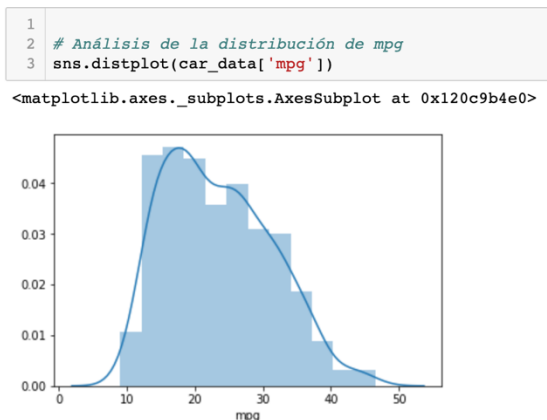 1
2 # Análisis de la distribución de mpg
3 sns.distplot(car_data['mpg'])
<matplotlib.axes._subplots.AxesSubplot at 0x120c9b4e0>
0.04
0.03
0.02
0.01
0.00
0 10 20 30 40 50
mpg